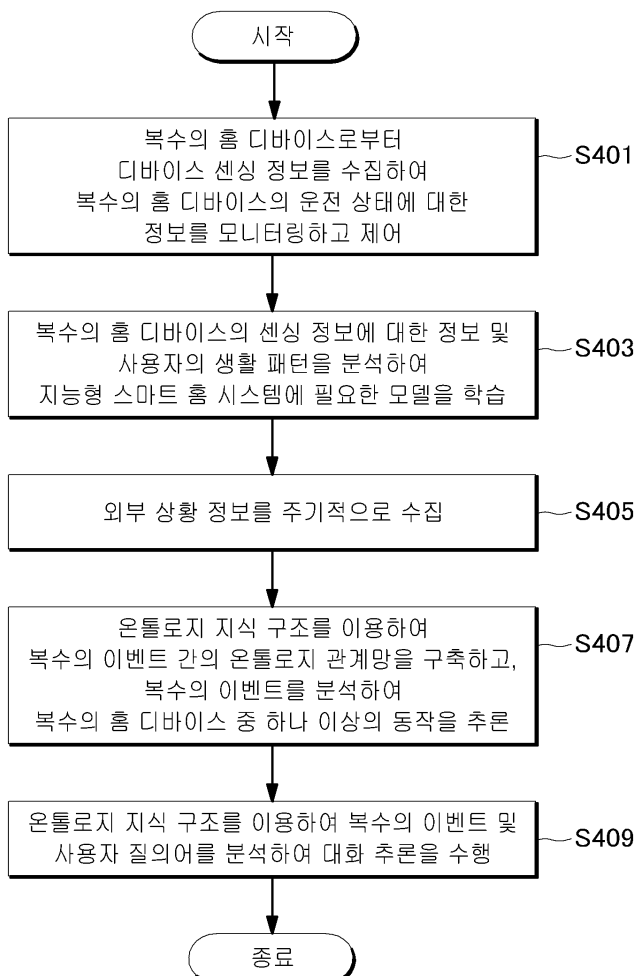 시작
복수의 홈 디바이스로부터
디바이스 센싱 정보를 수집하여
복수의 홈 디바이스의 운전 상태에 대한
정보를 모니터링하고 제어
S401
복수의 홈 디바이스의 센싱 정보에 대한 정보 및
사용자의 생활 패턴을 분석하여
지능형 스마트 홈 시스템에 필요한 모델을 학습
S403
외부 상황 정보를 주기적으로 수집
S405
온톨로지 지식 구조를 이용하여
복수의 이벤트 간의 온톨로지 관계망을 구축하고,
복수의 이벤트를 분석하여
복수의 홈 디바이스 중 하나 이상의 동작을 추론
S407
온톨로지 지식 구조를 이용하여 복수의 이벤트 및
사용자 질의어를 분석하여 대화 추론을 수행
S409
종료